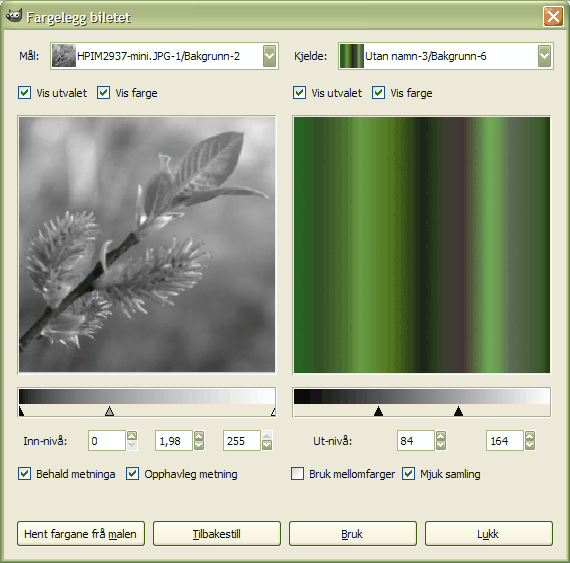 Fargelegg biletet
Mål: HPIM2937-mini.JPG-1/Bakgrunn-2 Kjelde: Utan namn-3/Bakgrunn-6
Vis utvalet Vis farge Vis utvalet Vis farge
Inn-nivå: 0 1,98 255 Ut-nivå: 84 164
Behald metninga Opphavleg metning Bruk mellomfarger Mjuk samling
Hent fargane frå malen Tilbakestill Bruk Lukk